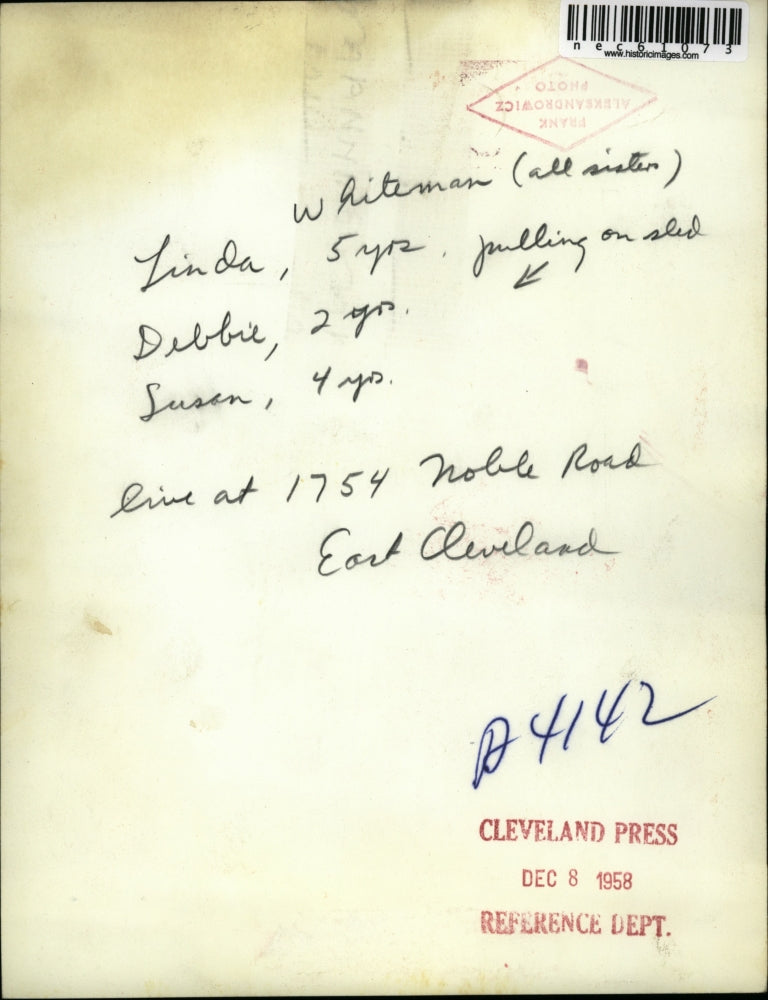 nec61073
www.historicimages.com
FRANK
ALEKSANDROWICZ
PHOTO
Whiteman (all sisters)
Linda, 5 yrs. pulling on sled
↙
Debbie, 2 yrs.
Susan, 4 yrs.
live at 1754 Noble Road
East Cleveland
A4142
CLEVELAND PRESS
DEC 8 1958
REFERENCE DEPT.